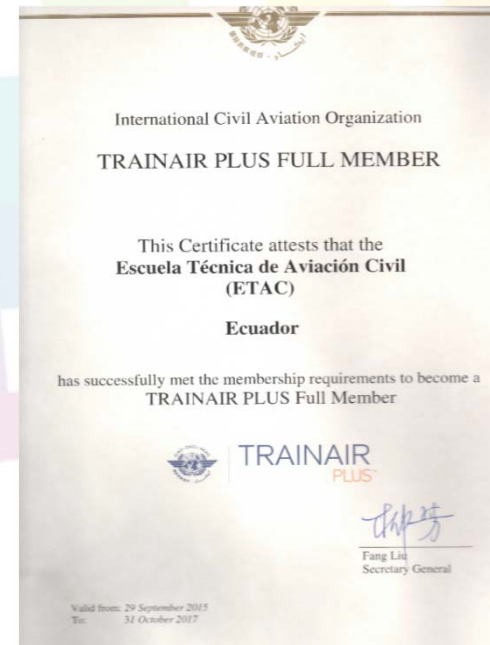 International Civil Aviation Organization
TRAINAIR PLUS FULL MEMBER
This Certificate attests that the
Escuela Técnica de Aviación Civil
(ETAC)
Ecuador
has successfully met the membership requirements to become a
TRAINAIR PLUS Full Member
TRAINAIR
PLUS™
Fang Liu
Secretary General
Valid from: 29 September 2015
To: 31 October 2017